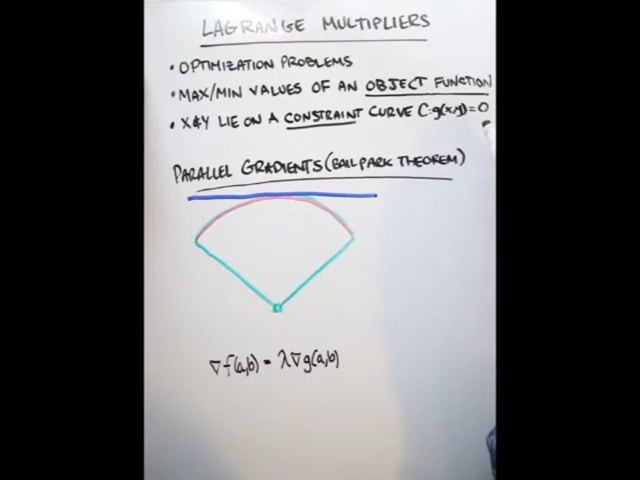 LAGRANGE MULTIPLIERS
• OPTIMIZATION PROBLEMS
• MAX/MIN VALUES OF AN OBJECT FUNCTION
• X & Y LIE ON A CONSTRAINT CURVE C: g(x,y)=0
PARALLEL GRADIENTS (BALL PARK THEOREM)
∇f(a,b) = λ∇g(a,b)